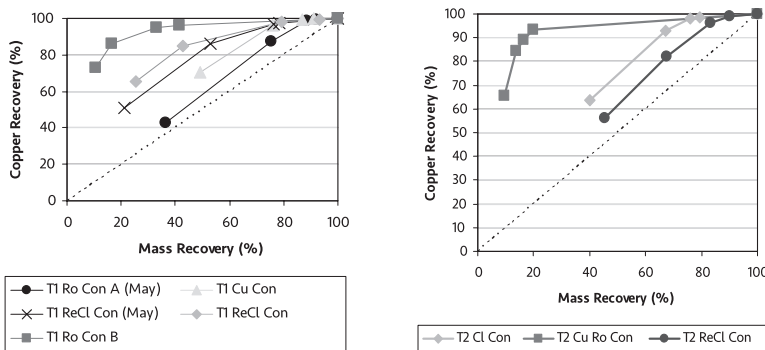 100
80
60
40
20
0
Copper Recovery (%)
0 20 40 60 80 100
Mass Recovery (%)
T1 Ro Con A (May) T1 Cu Con
T1 ReCl Con (May) T1 ReCl Con
T1 Ro Con B
100
90
80
70
60
50
40
30
20
10
0
Copper Recovery (%)
0 20 40 60 80 100
Mass Recovery (%)
T2 Cl Con T2 Cu Ro Con T2 ReCl Con